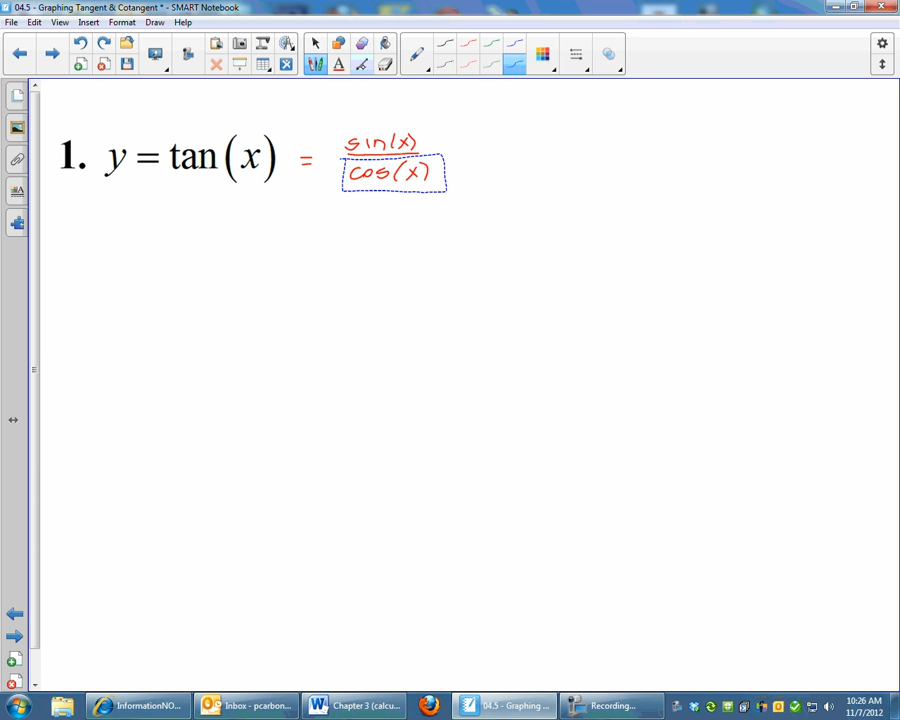 04.5 - Graphing Tangent & Cotangent * - SMART Notebook
File Edit View Insert Format Draw Help
1. y = tan(x) = sin(x)
cos(x)
InformationNO...
Inbox - pcarbon...
Chapter 3 (calcu...
04.5 - Graphing ...
Recording...
10:26 AM
11/7/2012